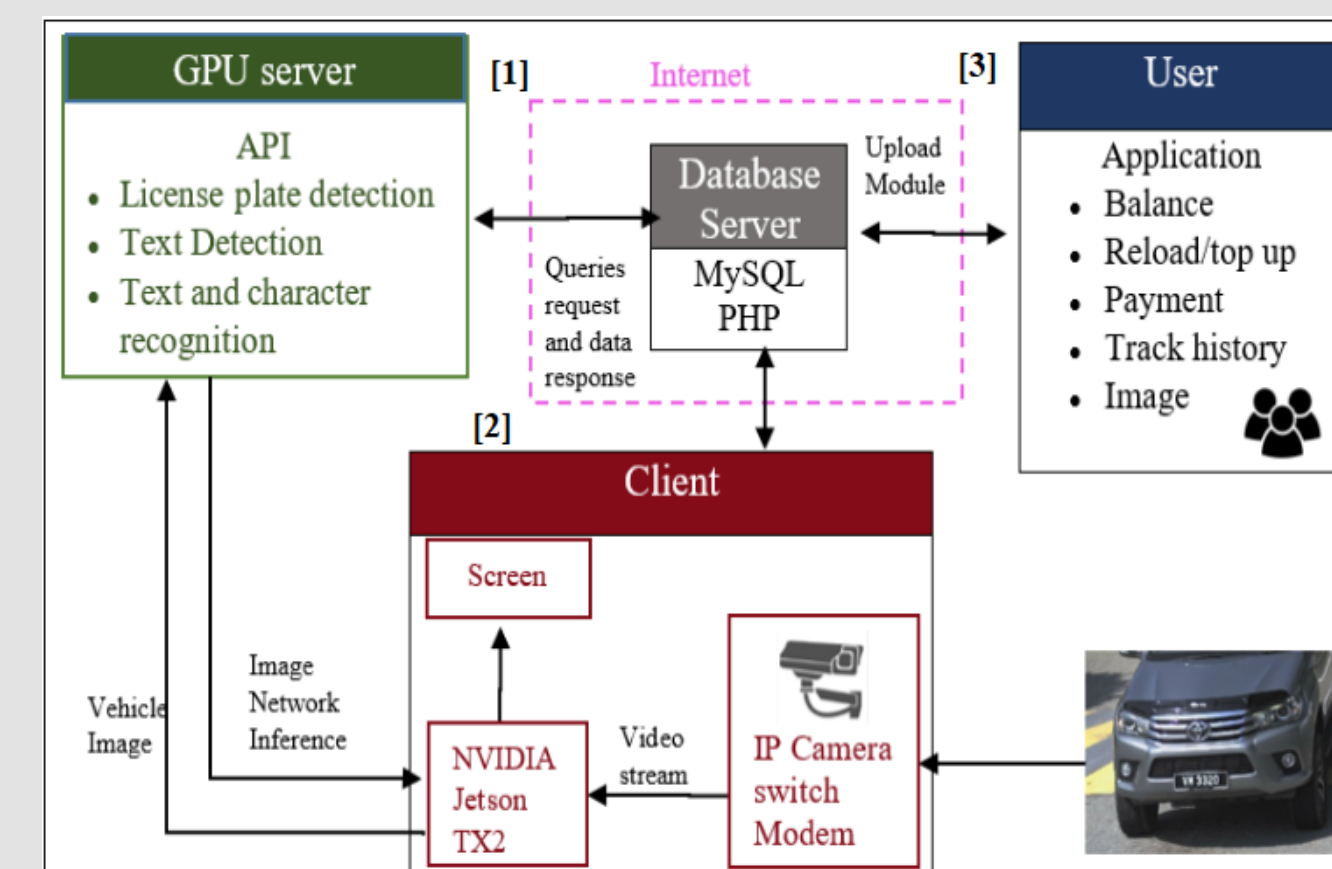 GPU server
API
• License plate detection
• Text Detection
• Text and character
recognition
[1]
Internet
[3]
Database
Server
MySQL
PHP
Upload
Module
Queries
request
and data
response
User
Application
• Balance
• Reload/top up
• Payment
• Track history
• Image
[2]
Client
Screen
NVIDIA
Jetson
TX2
Video
stream
IP Camera
switch
Modem
Vehicle
Image
Image
Network
Inference